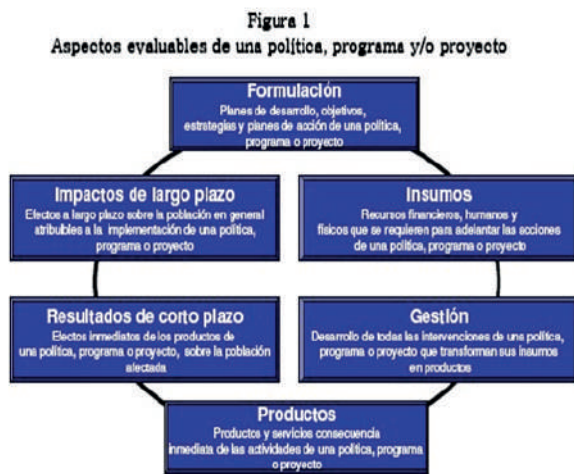 Figura 1
Aspectos evaluables de una política, programa y/o proyecto
Formulación
Planes de desarrollo, objetivos,
estrategias y planes de acción de una política,
programa o proyecto
Impactos de largo plazo
Efectos a largo plazo sobre la población en general
atribuibles a la implementación de una política,
programa o proyecto
Insumos
Recursos financieros, humanos y
físicos que se requieren para adelantar las acciones
de una política, programa o proyecto
Resultados de corto plazo
Efectos inmediatos de los productos de
una política, programa o proyecto, sobre la población
afectada
Gestión
Desarrollo de todas las intervenciones de una política,
programa o proyecto que transforman sus insumos
en productos
Productos
Productos y servicios consecuencia
inmediata de las actividades de una política, programa
o proyecto